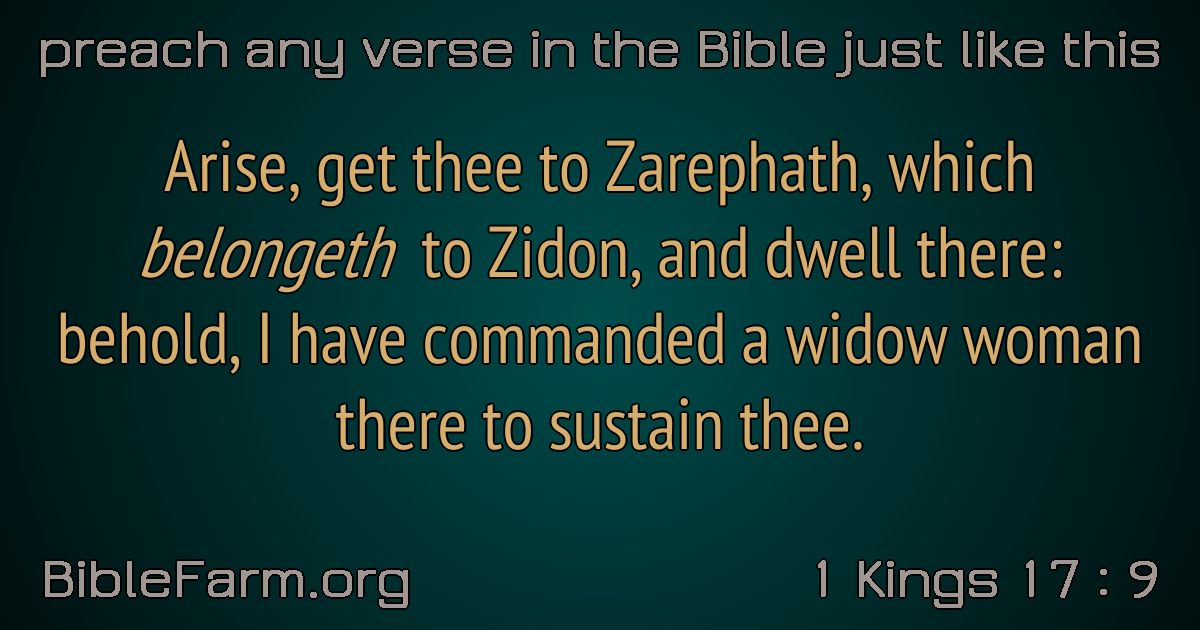 preach any verse in the Bible just like this
Arise, get thee to Zarephath, which
belongeth to Zidon, and dwell there:
behold, I have commanded a widow woman
there to sustain thee.
BibleFarm.org
1 Kings 17 : 9